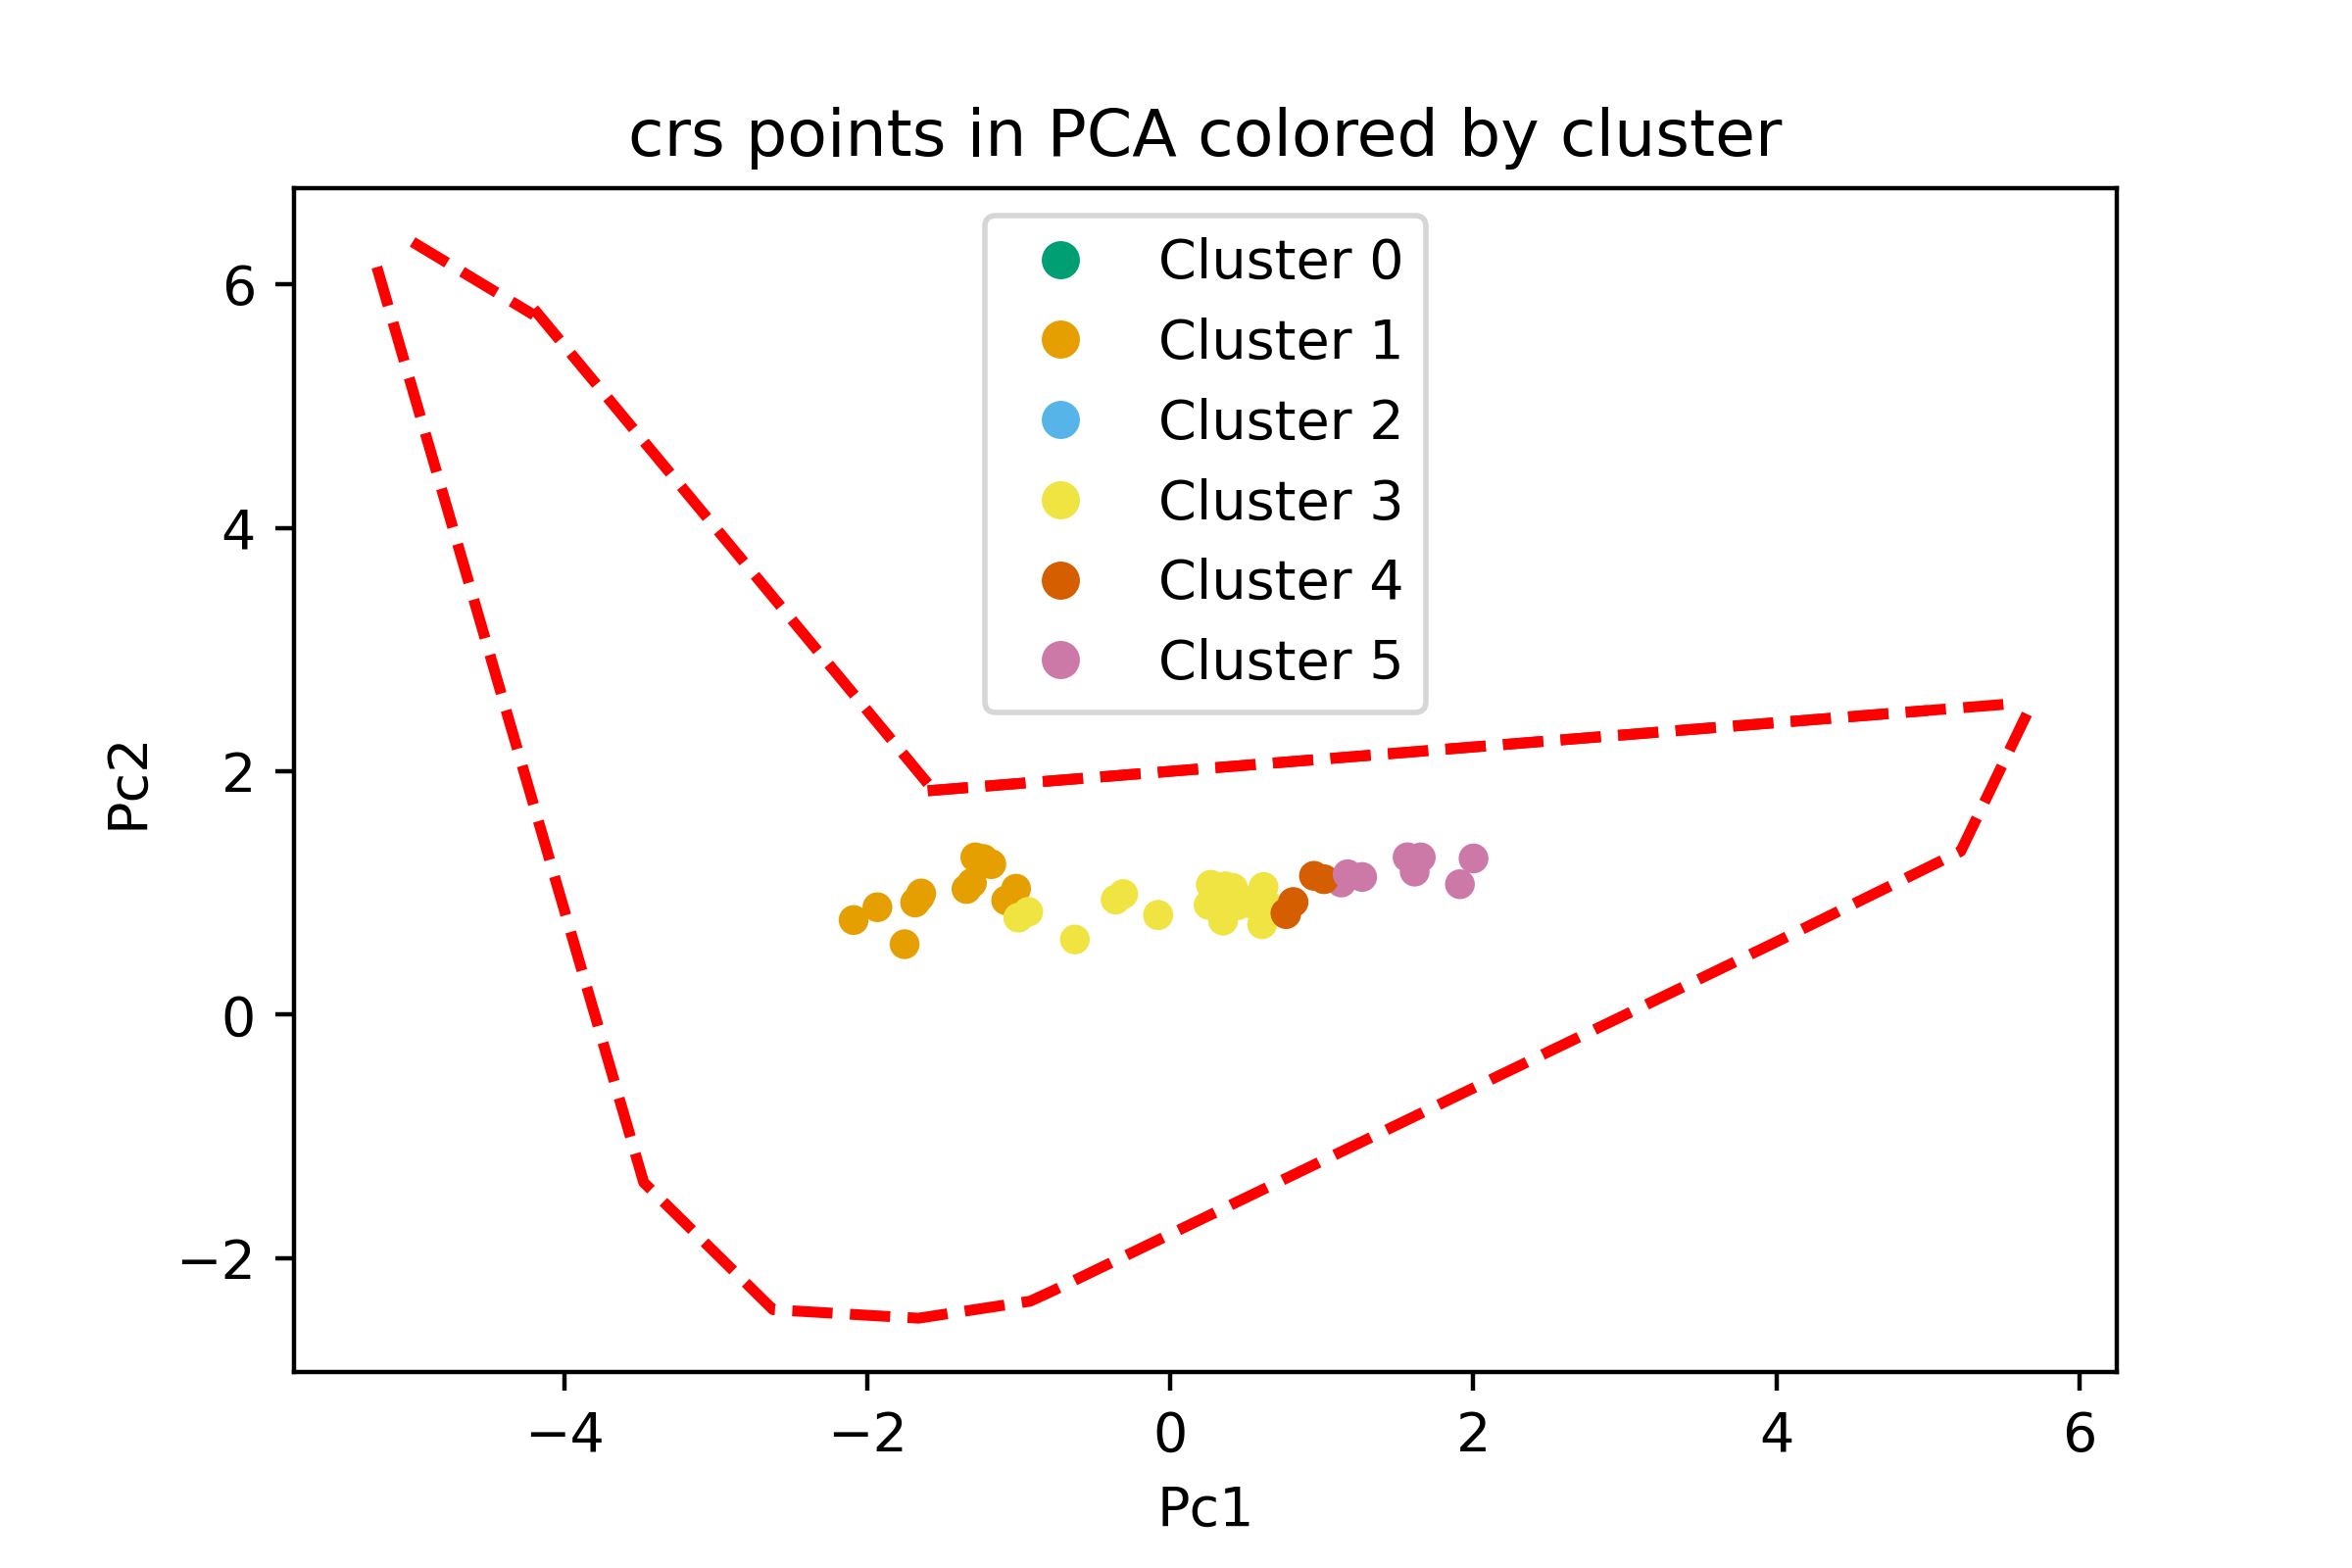 crs points in PCA colored by cluster
Cluster 0
Cluster 1
Cluster 2
Cluster 3
Cluster 4
Cluster 5
6
4
2
0
−2
Pc2
−4 −2 0 2 4 6
Pc1